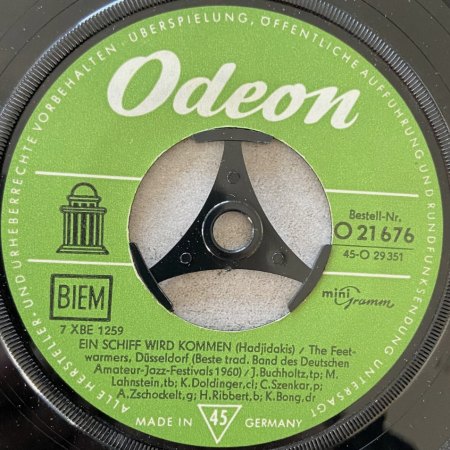 ALLE HERSTELLER- UND URHEBERRECHTE VORBEHALTEN · ÜBERSPIELUNG, ÖFFENTLICHE AUFFÜHRUNG UND RUNDFUNKSENDUNG UNTERSAGT
Odeon
Bestell-Nr.
O 21 676
45-O 29 351
BIEM
mini
Gramm
7 XBE 1259
EIN SCHIFF WIRD KOMMEN (Hadjidakis) / The Feet-
warmers, Düsseldorf (Beste trad. Band des Deutschen
Amateur-Jazz-Festivals 1960) / J.Buchholtz,tp; M.
Lahnstein,tb; K.Doldinger,cl; C.Szenkar,p;
A.Zschockelt,g; H.Ribbert,b; K.Bong,dr
MADE IN 45 GERMANY